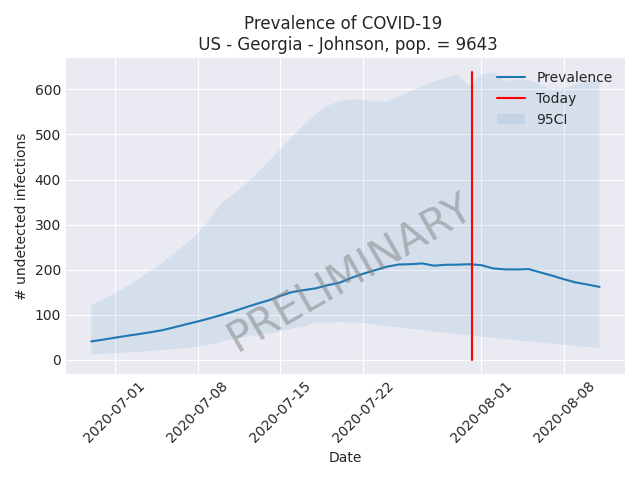 Prevalence of COVID-19
US - Georgia - Johnson, pop. = 9643
Prevalence
Today
95CI
PRELIMINARY
# undetected infections
600
500
400
300
200
100
0
2020-07-01
2020-07-08
2020-07-15
2020-07-22
2020-08-01
2020-08-08
Date